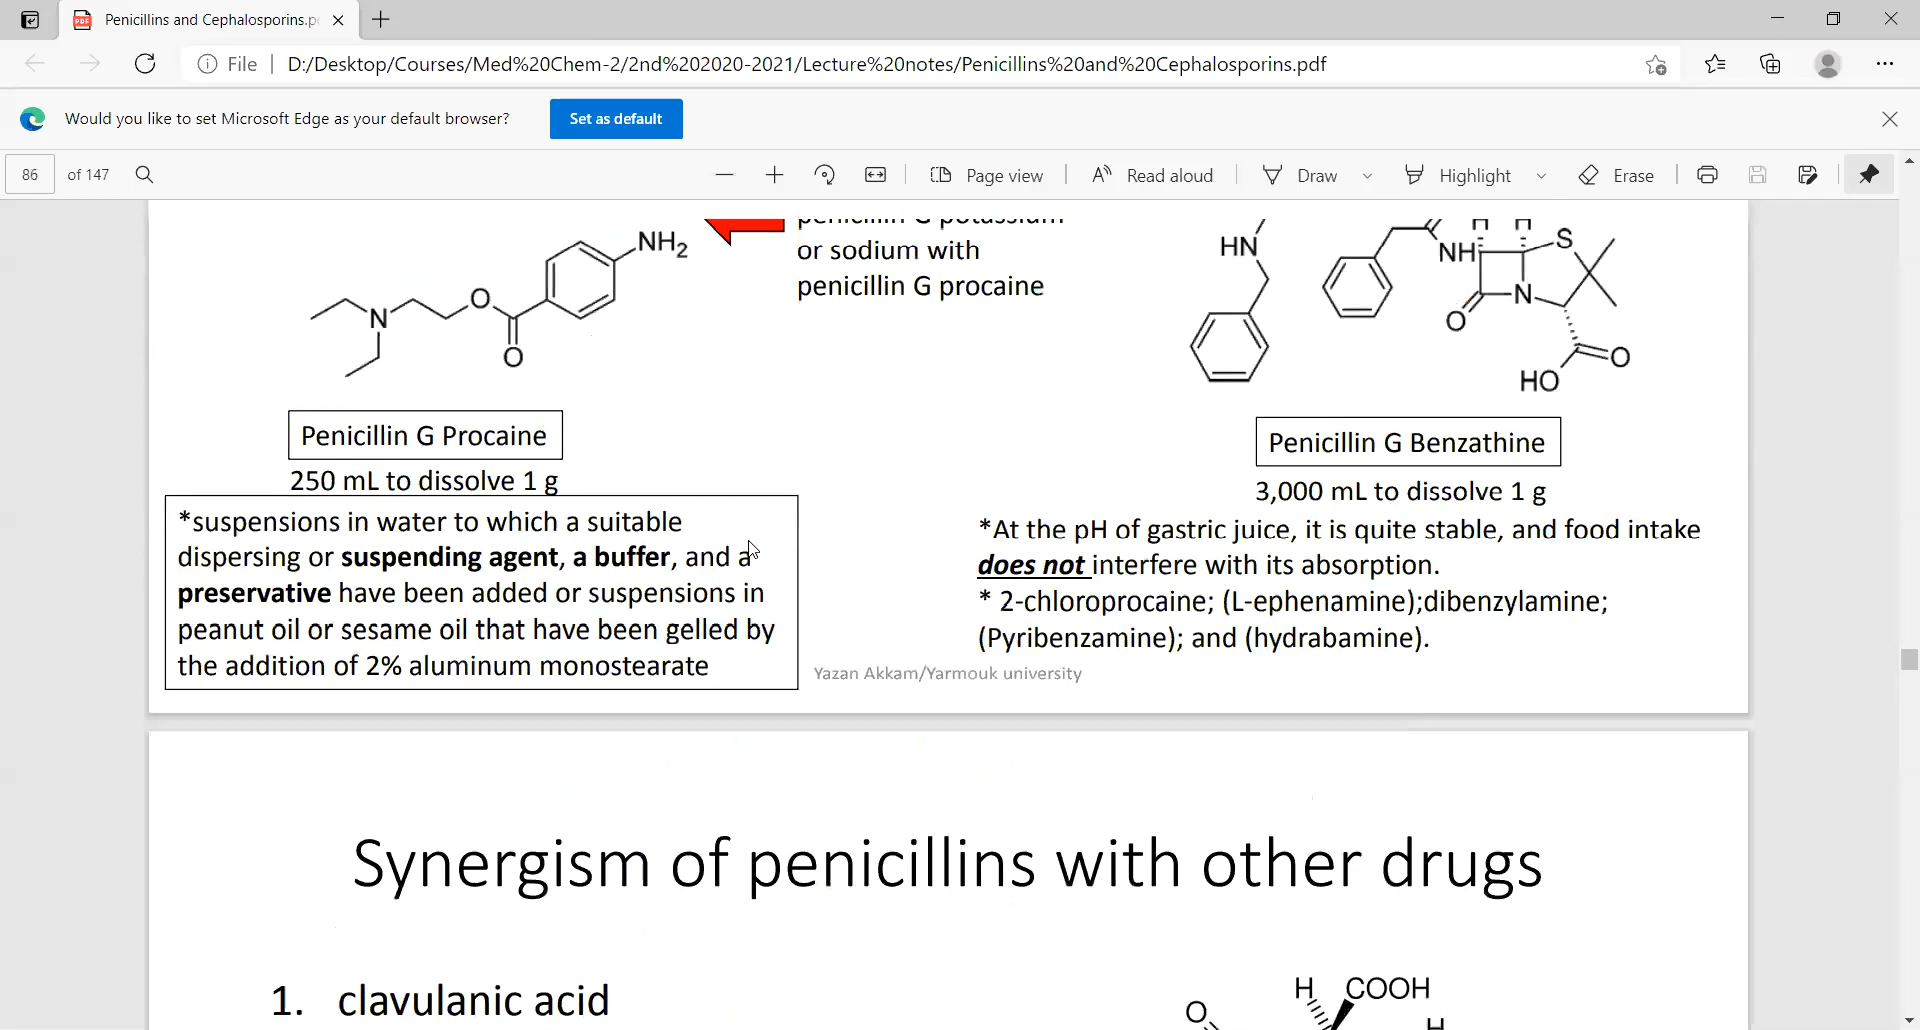 Penicillins and Cephalosporins.p
File
D:/Desktop/Courses/Med%20Chem-2/2nd%202020-2021/Lecture%20notes/Penicillins%20and%20Cephalosporins.pdf
Would you like to set Microsoft Edge as your default browser?
Set as default
86 of 147
Page view
Read aloud
Draw
Highlight
Erase
penicillin G potassium
or sodium with
penicillin G procaine
NH2
N
O
O
HN
NH
H H
S
N
O
O
HO
Penicillin G Procaine
250 mL to dissolve 1 g
*suspensions in water to which a suitable
dispersing or suspending agent, a buffer, and a
preservative have been added or suspensions in
peanut oil or sesame oil that have been gelled by
the addition of 2% aluminum monostearate
Penicillin G Benzathine
3,000 mL to dissolve 1 g
*At the pH of gastric juice, it is quite stable, and food intake
does not interfere with its absorption.
* 2-chloroprocaine; (L-ephenamine);dibenzylamine;
(Pyribenzamine); and (hydrabamine).
Yazan Akkam/Yarmouk university
Synergism of penicillins with other drugs
1. clavulanic acid
H COOH
O
H